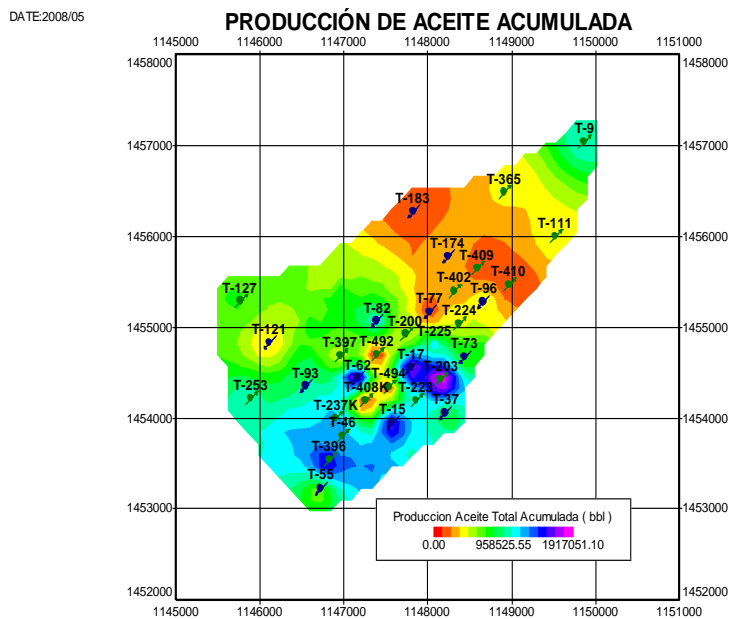 DATE:2008/05
PRODUCCIÓN DE ACEITE ACUMULADA
1145000 1146000 1147000 1148000 1149000 1150000 1151000
1458000 1458000
T-9
1457000 1457000
T-365
T-183
T-111
1456000 1456000
T-174
T-409
T-402 T-410
T-127
T-77 T-96
T-82 T-224
1455000 1455000
T-200 T-225
T-121
T-397 T-492
T-73
T-17
T-62 T-203
T-93 T-494
T-253 T-408K T-223
1454000 1454000
T-237K T-15 T-37
T-46
T-396
T-55
1453000 1453000
Produccion Aceite Total Acumulada ( bbl )
0.00 958525.55 1917051.10
1452000 1452000
1145000 1146000 1147000 1148000 1149000 1150000 1151000